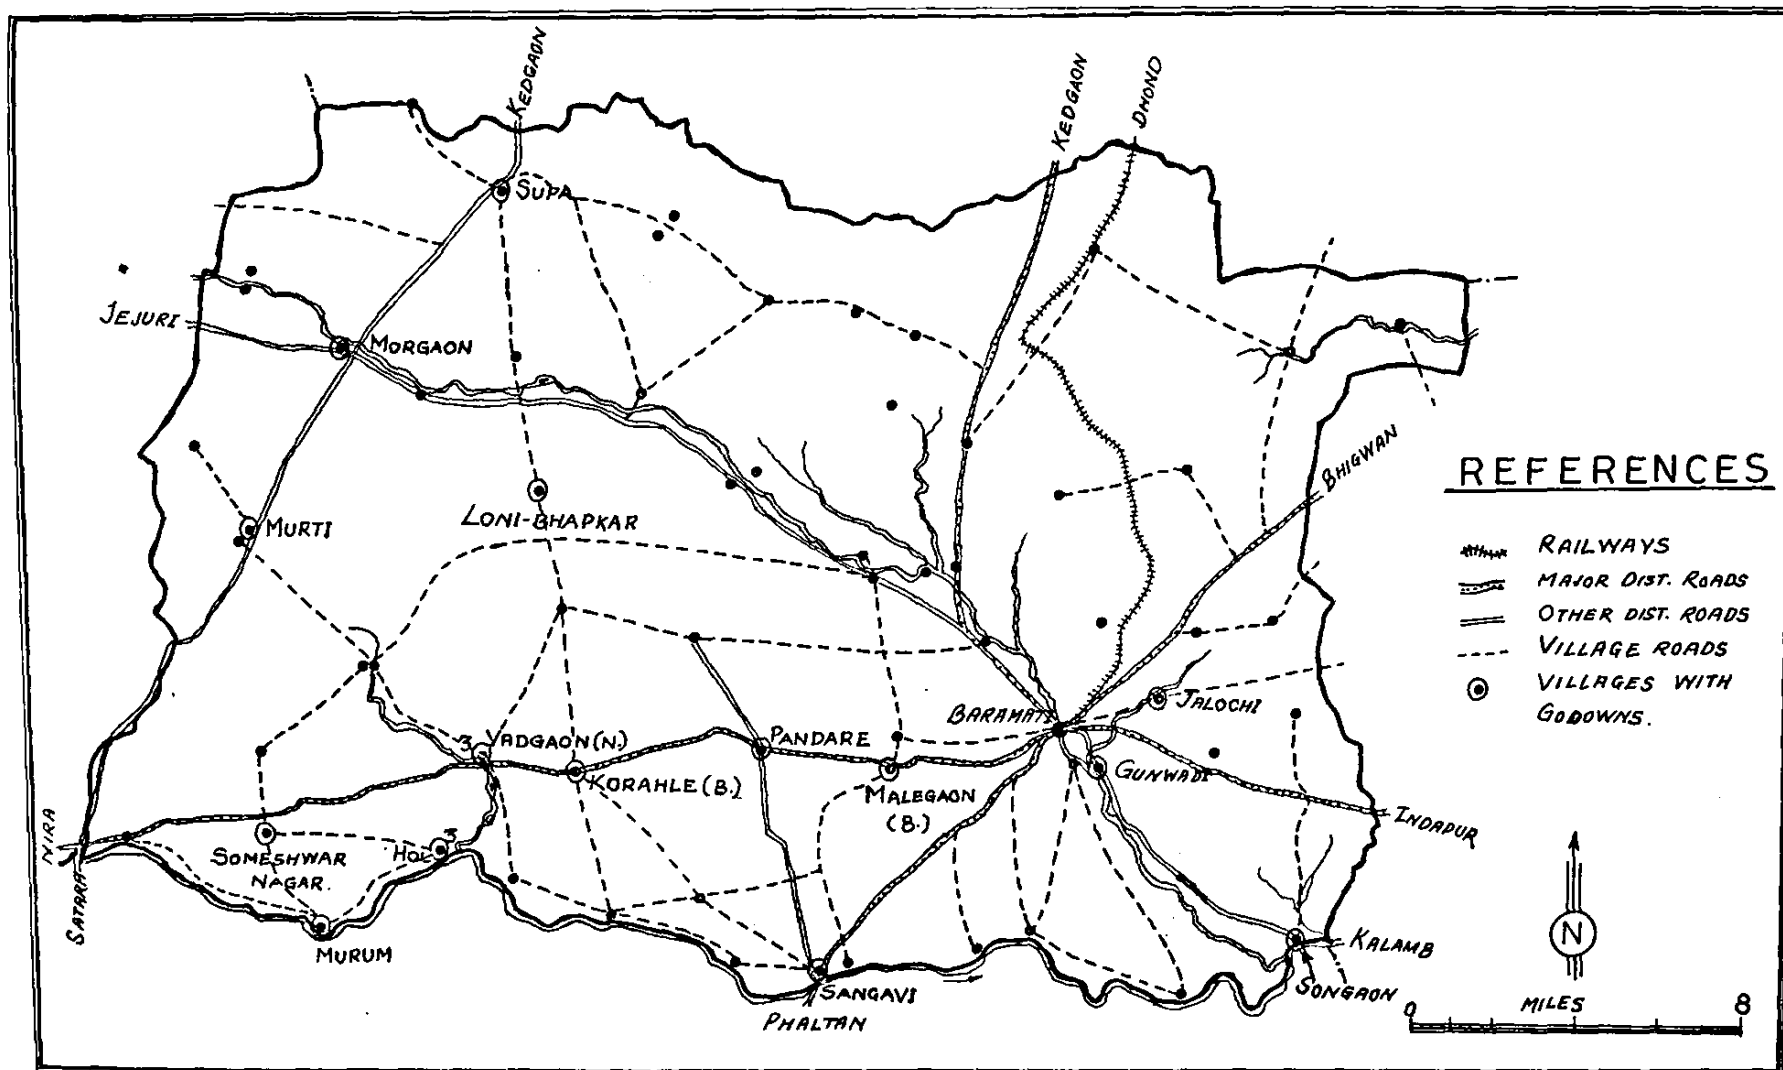 KEDGAON
KEDGAON
DHOND
SUPA
JEJURI
MORGAON
BHIGWAN
MURTI
LONI-BHAPKAR
BARAMATI
JALOCHI
3
VADGAON(N.)
PANDARE
KORAHLE(B.)
MALEGAON
(B.)
GUNWADI
INDAPUR
NIRA
SATARA
SOMESHWAR
NAGAR.
HOL
3
MURUM
SANGAVI
PHALTAN
KALAMB
SONGAON
REFERENCES
RAILWAYS
MAJOR DIST. ROADS
OTHER DIST. ROADS
VILLAGE ROADS
VILLAGES WITH
GODOWNS.
N
0 MILES 8